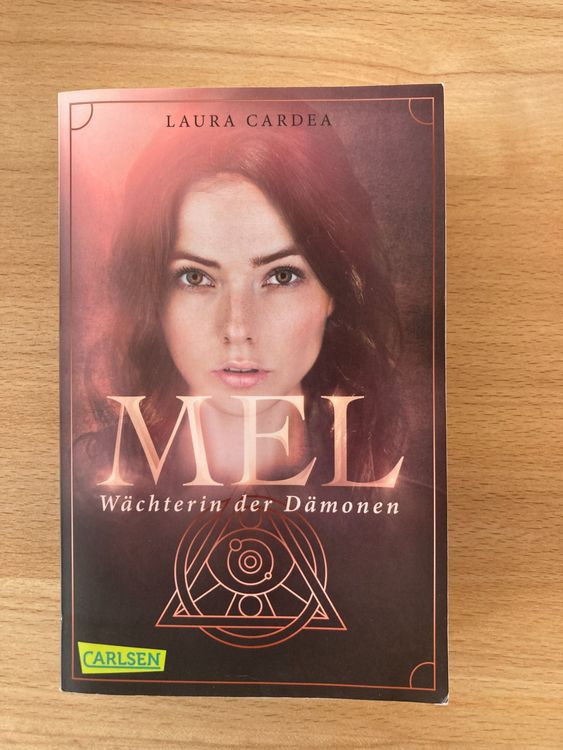 LAURA CARDEA
MEL
Wächterin der Dämonen
CARLSEN